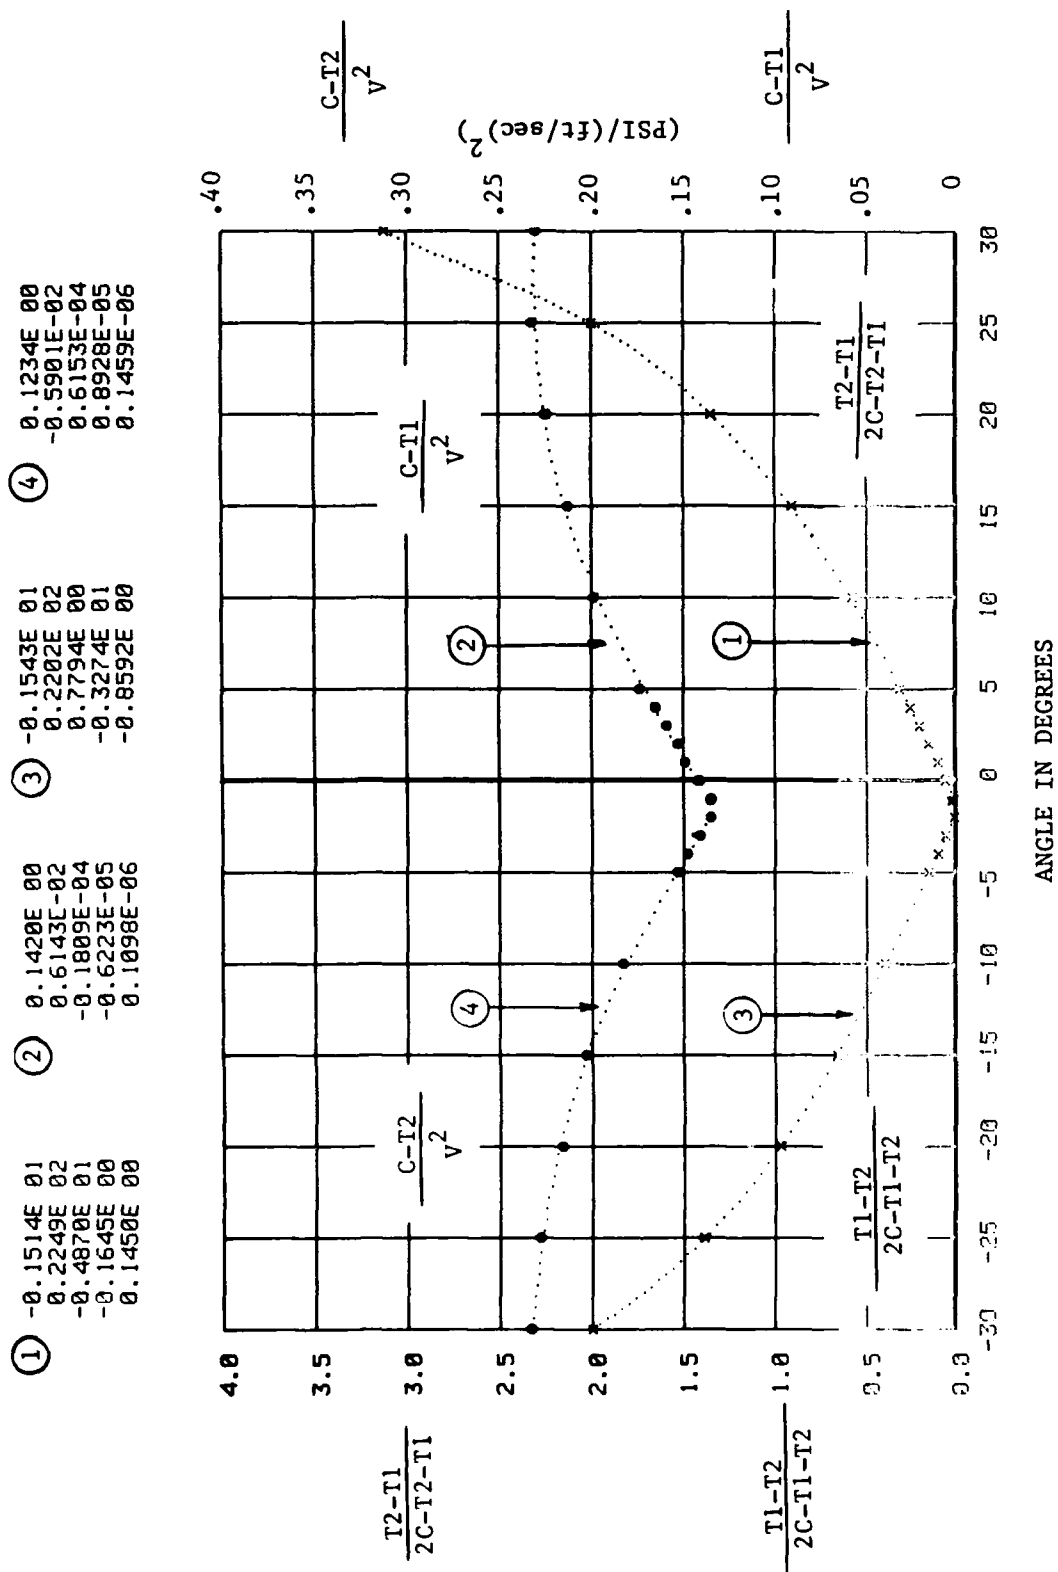 ① -0.1514E 01
0.2249E 02
-0.4870E 01
-0.1645E 00
0.1450E 00
② 0.1420E 00
0.6143E-02
-0.1809E-04
-0.6223E-05
0.1098E-06
③ -0.1543E 01
0.2202E 02
0.7794E 00
-0.3274E 01
-0.8592E 00
④ 0.1234E 00
-0.5901E-02
0.6153E-04
0.8928E-05
0.1459E-06
T2-T1
2C-T2-T1
T1-T2
2C-T1-T2
4.0
3.5
3.0
2.5
2.0
1.5
1.0
0.5
0.0
C-T2
V²
C-T1
V²
④
②
③
①
T1-T2
2C-T1-T2
T2-T1
2C-T2-T1
.40
.35
.30
.25
.20
.15
.10
.05
0
C-T2
V²
(PSI/(ft/sec)²)
C-T1
V²
-30 -25 -20 -15 -10 -5 0 5 10 15 20 25 30
ANGLE IN DEGREES